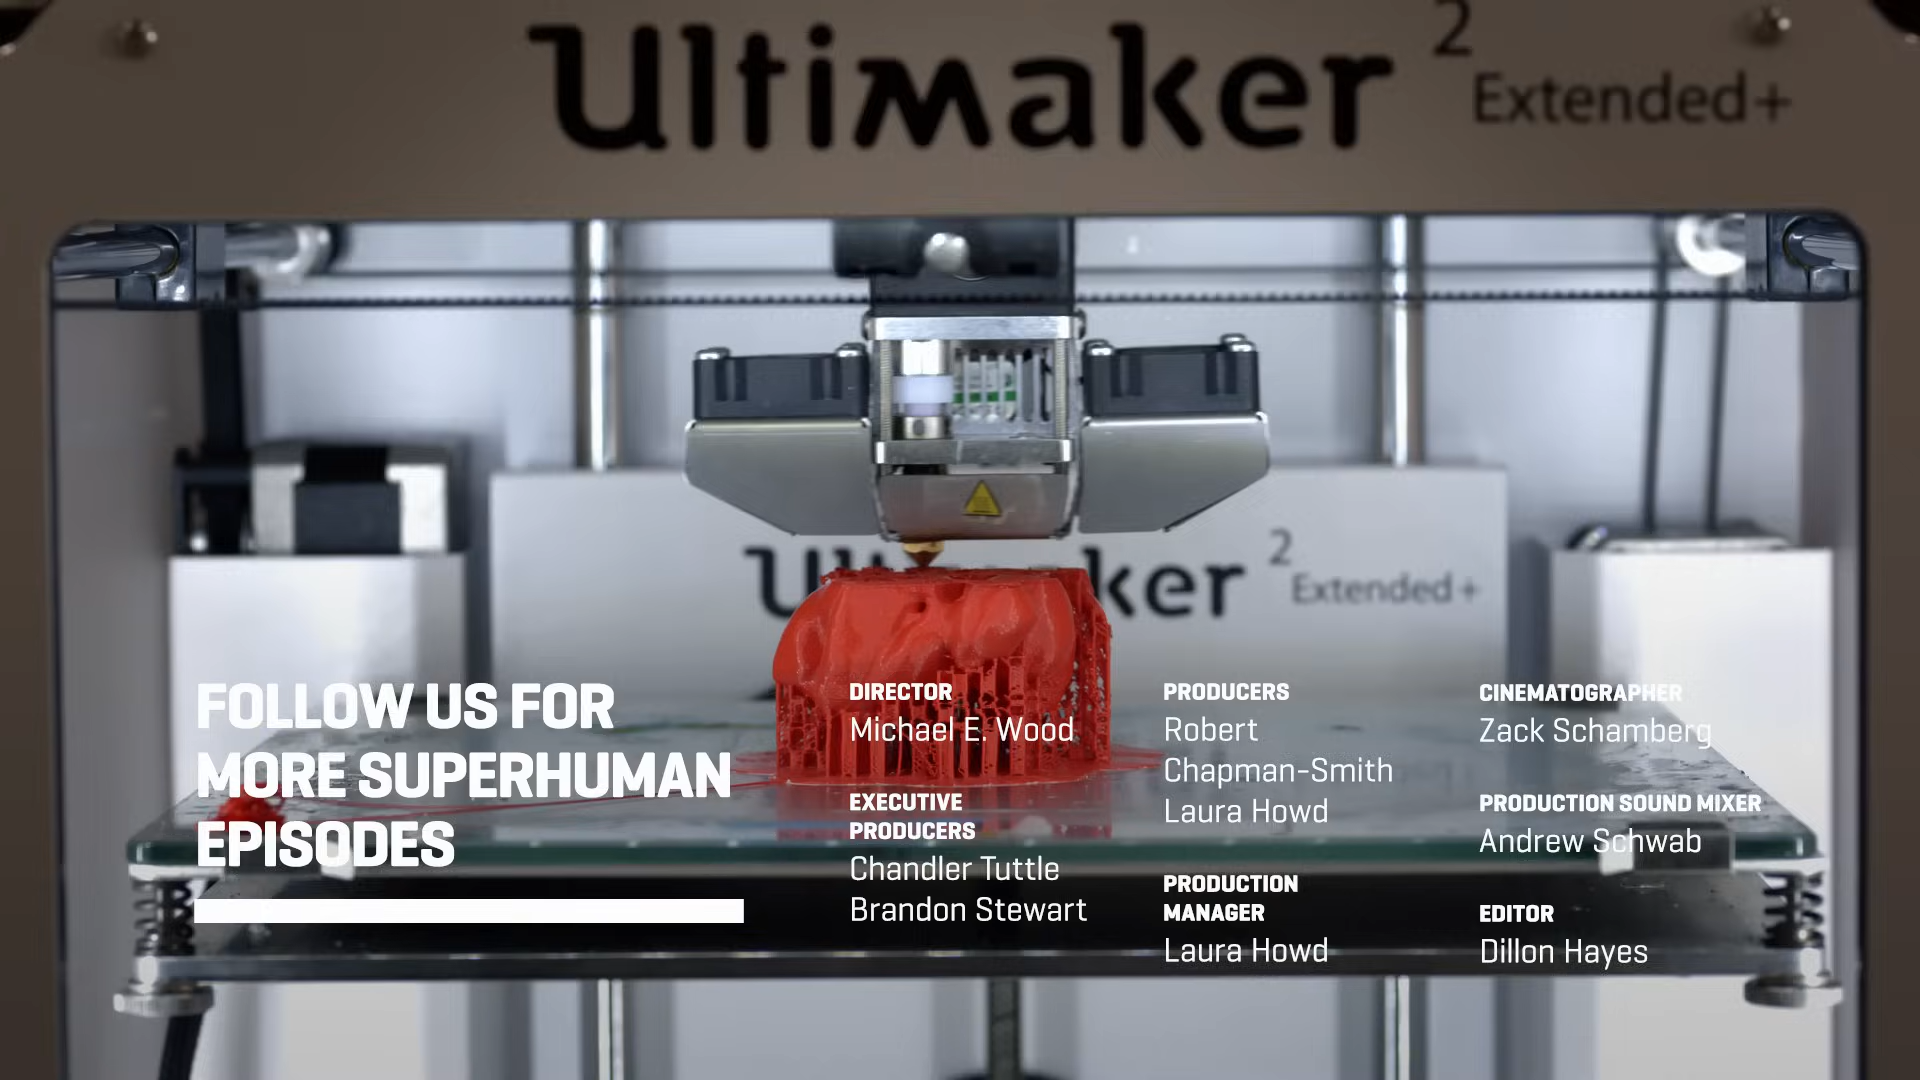 Ultimaker 2
Extended+
Ultimaker 2
Extended+
FOLLOW US FOR
MORE SUPERHUMAN
EPISODES
DIRECTOR
Michael E. Wood
EXECUTIVE
PRODUCERS
Chandler Tuttle
Brandon Stewart
PRODUCERS
Robert
Chapman-Smith
Laura Howd
PRODUCTION
MANAGER
Laura Howd
CINEMATOGRAPHER
Zack Schamberg
PRODUCTION SOUND MIXER
Andrew Schwab
EDITOR
Dillon Hayes